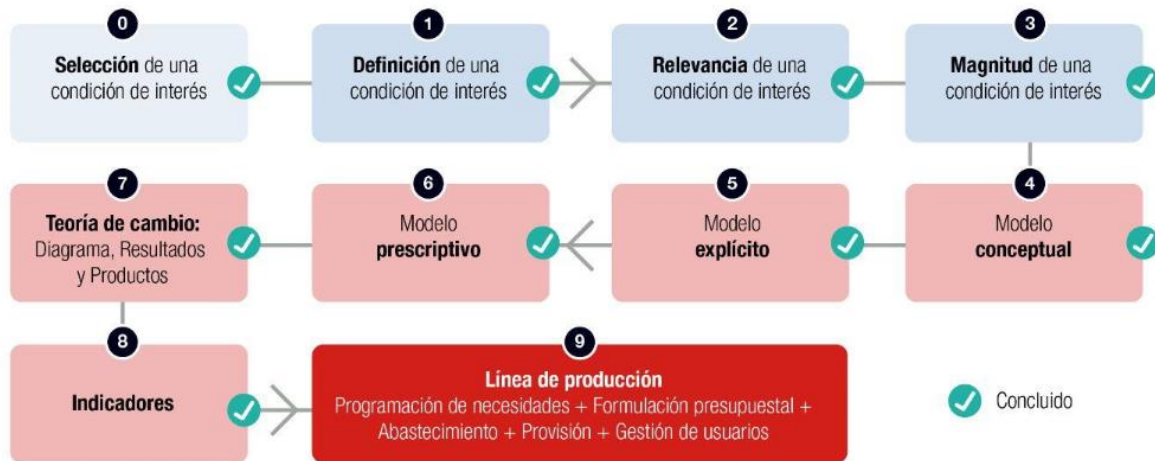 0
Selección de una
condición de interés
1
Definición de una
condición de interés
2
Relevancia de una
condición de interés
3
Magnitud de una
condición de interés
7
Teoría de cambio:
Diagrama, Resultados
y Productos
6
Modelo
prescriptivo
5
Modelo
explícito
4
Modelo
conceptual
8
Indicadores
9
Línea de producción
Programación de necesidades + Formulación presupuestal +
Abastecimiento + Provisión + Gestión de usuarios
Concluido